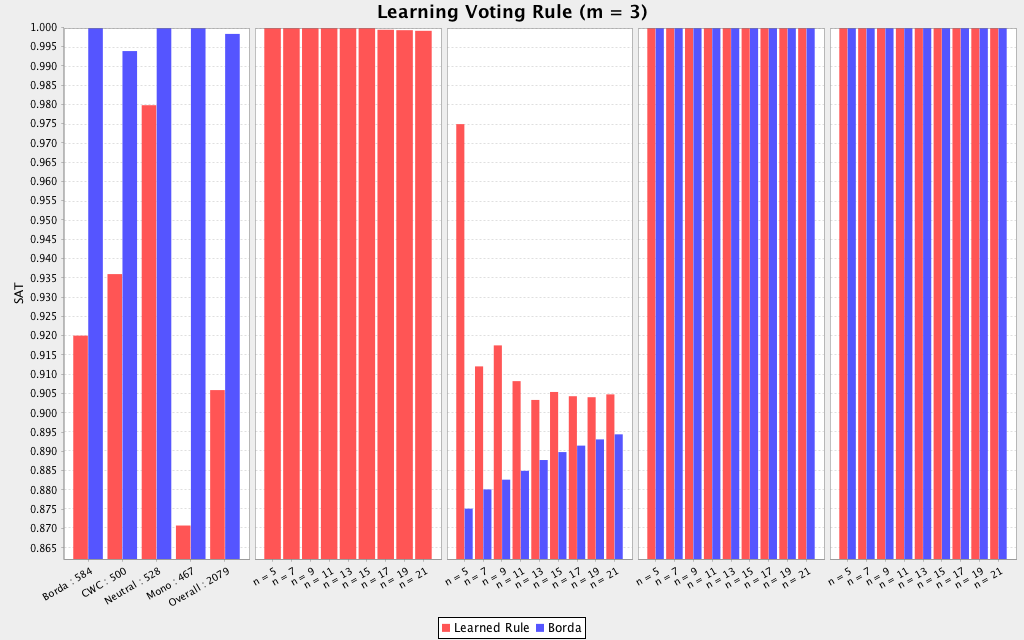 Learning Voting Rule (m = 3)
SAT
1.000
0.995
0.990
0.985
0.980
0.975
0.970
0.965
0.960
0.955
0.950
0.945
0.940
0.935
0.930
0.925
0.920
0.915
0.910
0.905
0.900
0.895
0.890
0.885
0.880
0.875
0.870
0.865
Borda : 584
CWC : 500
Neutral : 528
Mono : 467
Overall : 2079
n = 5
n = 7
n = 9
n = 11
n = 13
n = 15
n = 17
n = 19
n = 21
n = 5
n = 7
n = 9
n = 11
n = 13
n = 15
n = 17
n = 19
n = 21
n = 5
n = 7
n = 9
n = 11
n = 13
n = 15
n = 17
n = 19
n = 21
n = 5
n = 7
n = 9
n = 11
n = 13
n = 15
n = 17
n = 19
n = 21
Learned Rule Borda